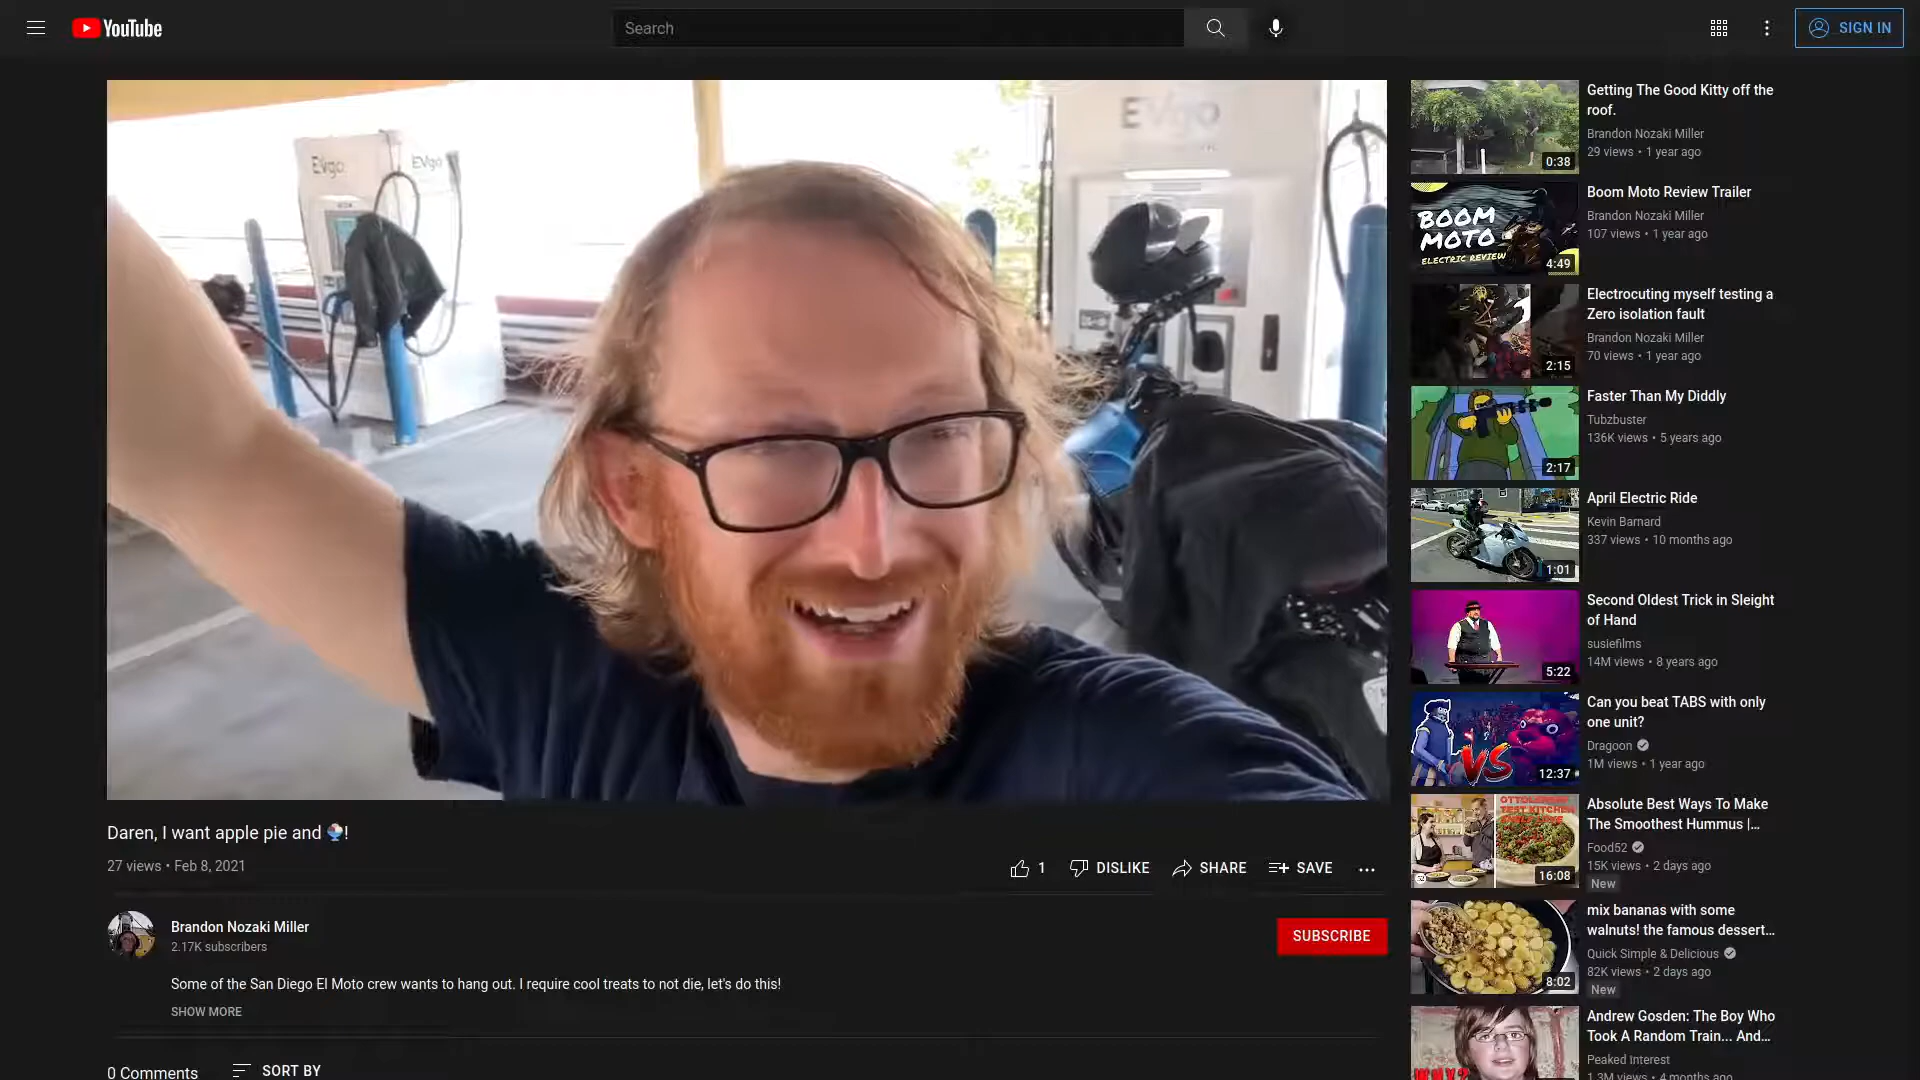 YouTube
Search
SIGN IN
EVgo
EVgo
EVgo
Daren, I want apple pie and 🍨!
27 views • Feb 8, 2021
1
DISLIKE
SHARE
SAVE
Brandon Nozaki Miller
2.17K subscribers
SUBSCRIBE
Some of the San Diego El Moto crew wants to hang out. I require cool treats to not die, let's do this!
SHOW MORE
0 Comments
SORT BY
0:38
Getting The Good Kitty off the
roof.
Brandon Nozaki Miller
29 views • 1 year ago
BOOM
MOTO
ELECTRIC REVIEW
4:49
Boom Moto Review Trailer
Brandon Nozaki Miller
107 views • 1 year ago
2:15
Electrocuting myself testing a
Zero isolation fault
Brandon Nozaki Miller
70 views • 1 year ago
2:17
Faster Than My Diddly
Tubzbuster
136K views • 5 years ago
1:01
April Electric Ride
Kevin Barnard
337 views • 10 months ago
5:22
Second Oldest Trick in Sleight
of Hand
susiefilms
14M views • 8 years ago
VS
12:37
Can you beat TABS with only
one unit?
Dragoon
1M views • 1 year ago
TEST KITCHEN
52
16:08
Absolute Best Ways To Make
The Smoothest Hummus |...
Food52
15K views • 2 days ago
New
8:02
mix bananas with some
walnuts! the famous dessert...
Quick Simple & Delicious
82K views • 2 days ago
New
Andrew Gosden: The Boy Who
Took A Random Train... And...
Peaked Interest
1.3M views • 4 months ago